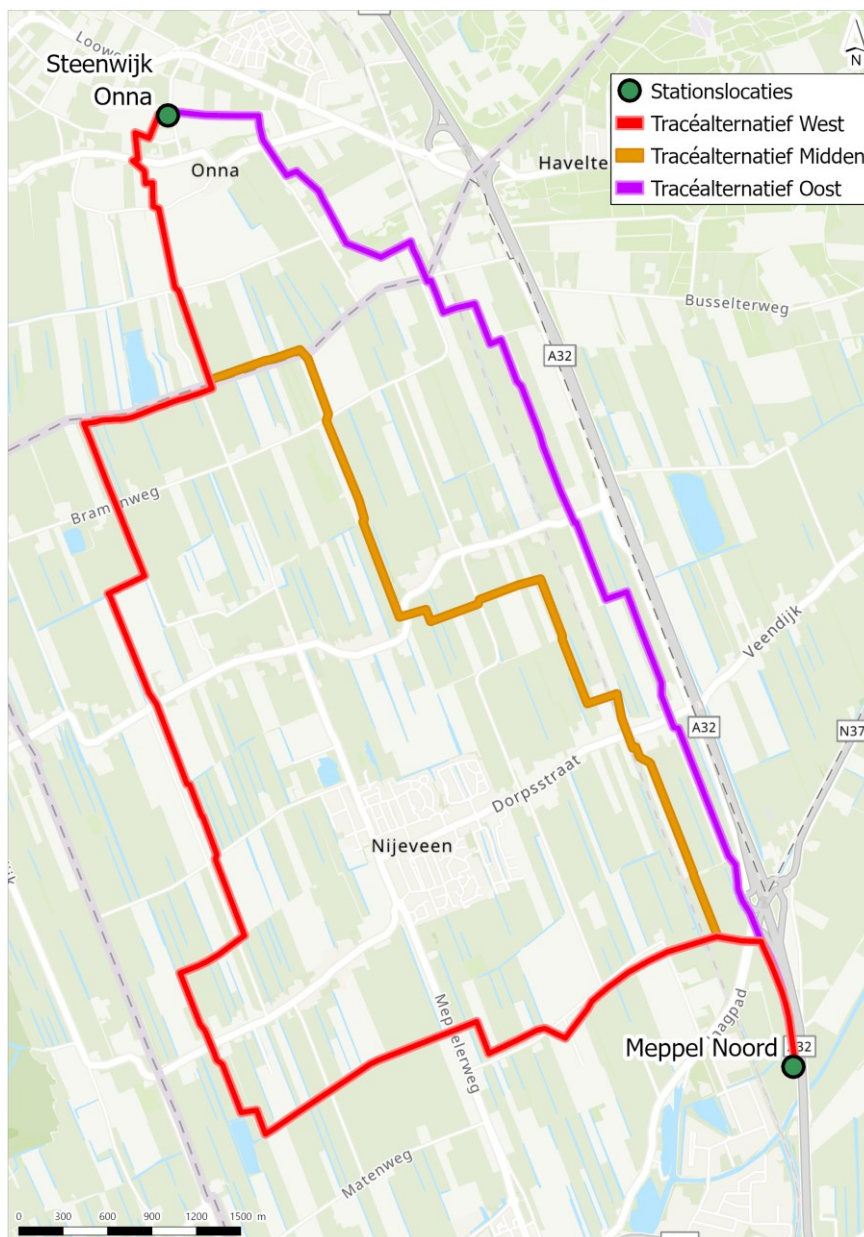 A32
Steenwijk
Onna
N
Stationslocaties
Tracéalternatief West
Tracéalternatief Midden
Tracéalternatief Oost
Onna
Havelte
Busselterweg
A32
Veendijk
A32
N37
Dorpsstraat
Nijeveen
Meppelerweg
Meppel Noord
Matenweg
0 300 600 900 1200 1500 m